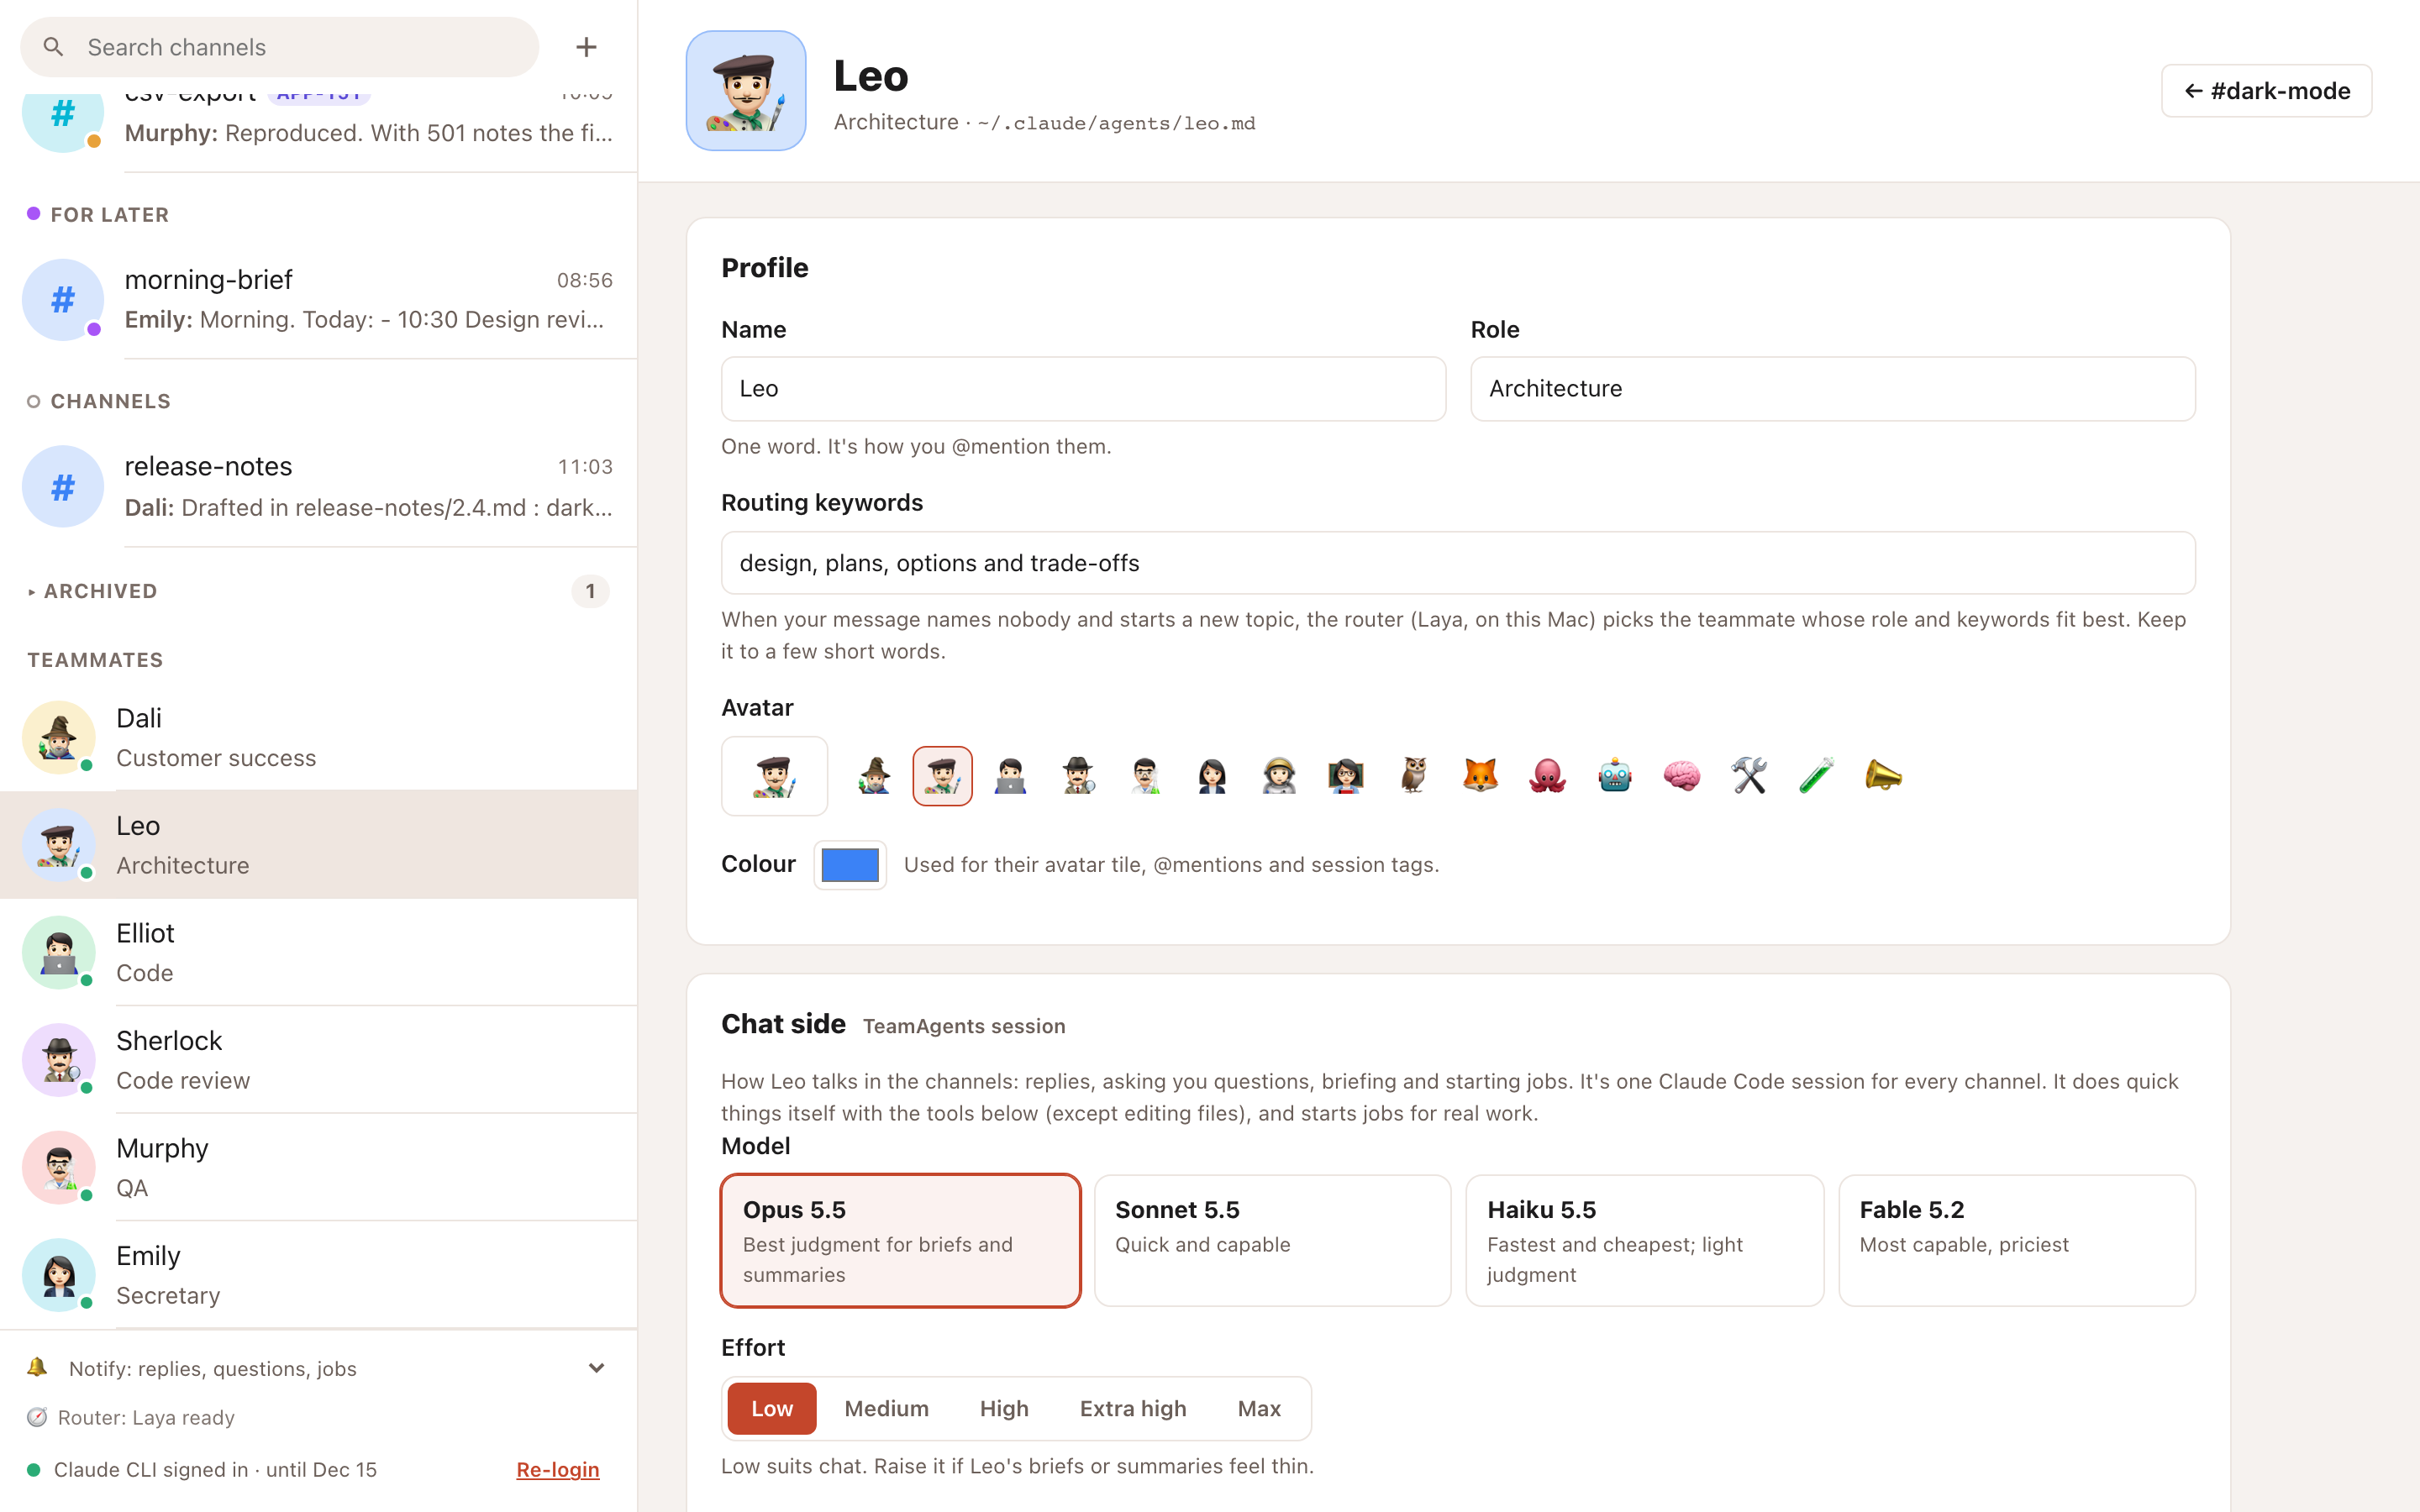 Search channels
+
# csv-export APP-151 10:05
Murphy: Reproduced. With 501 notes the fi...
FOR LATER
# morning-brief 08:56
Emily: Morning. Today: - 10:30 Design revi...
CHANNELS
# release-notes 11:03
Dali: Drafted in release-notes/2.4.md : dark...
ARCHIVED 1
TEAMMATES
Dali
Customer success
Leo
Architecture
Elliot
Code
Sherlock
Code review
Murphy
QA
Emily
Secretary
Notify: replies, questions, jobs
Router: Laya ready
Claude CLI signed in · until Dec 15 Re-login
Leo
Architecture · ~/.claude/agents/leo.md
← #dark-mode
Profile
Name
Leo
One word. It's how you @mention them.
Role
Architecture
Routing keywords
design, plans, options and trade-offs
When your message names nobody and starts a new topic, the router (Laya, on this Mac) picks the teammate whose role and keywords fit best. Keep
it to a few short words.
Avatar
Colour Used for their avatar tile, @mentions and session tags.
Chat side TeamAgents session
How Leo talks in the channels: replies, asking you questions, briefing and starting jobs. It's one Claude Code session for every channel. It does quick
things itself with the tools below (except editing files), and starts jobs for real work.
Model
Opus 5.5
Best judgment for briefs and
summaries
Sonnet 5.5
Quick and capable
Haiku 5.5
Fastest and cheapest; light
judgment
Fable 5.2
Most capable, priciest
Effort
Low Medium High Extra high Max
Low suits chat. Raise it if Leo's briefs or summaries feel thin.